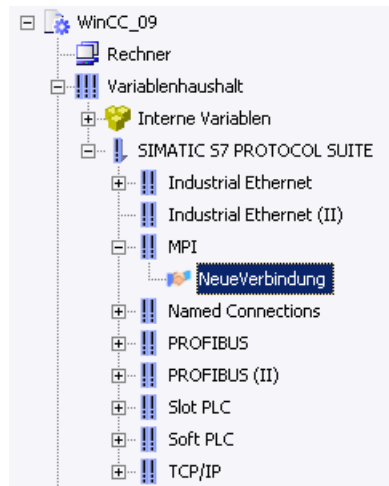 WinCC_09
Rechner
Variablenhaushalt
Interne Variablen
SIMATIC S7 PROTOCOL SUITE
Industrial Ethernet
Industrial Ethernet (II)
MPI
NeueVerbindung
Named Connections
PROFIBUS
PROFIBUS (II)
Slot PLC
Soft PLC
TCP/IP